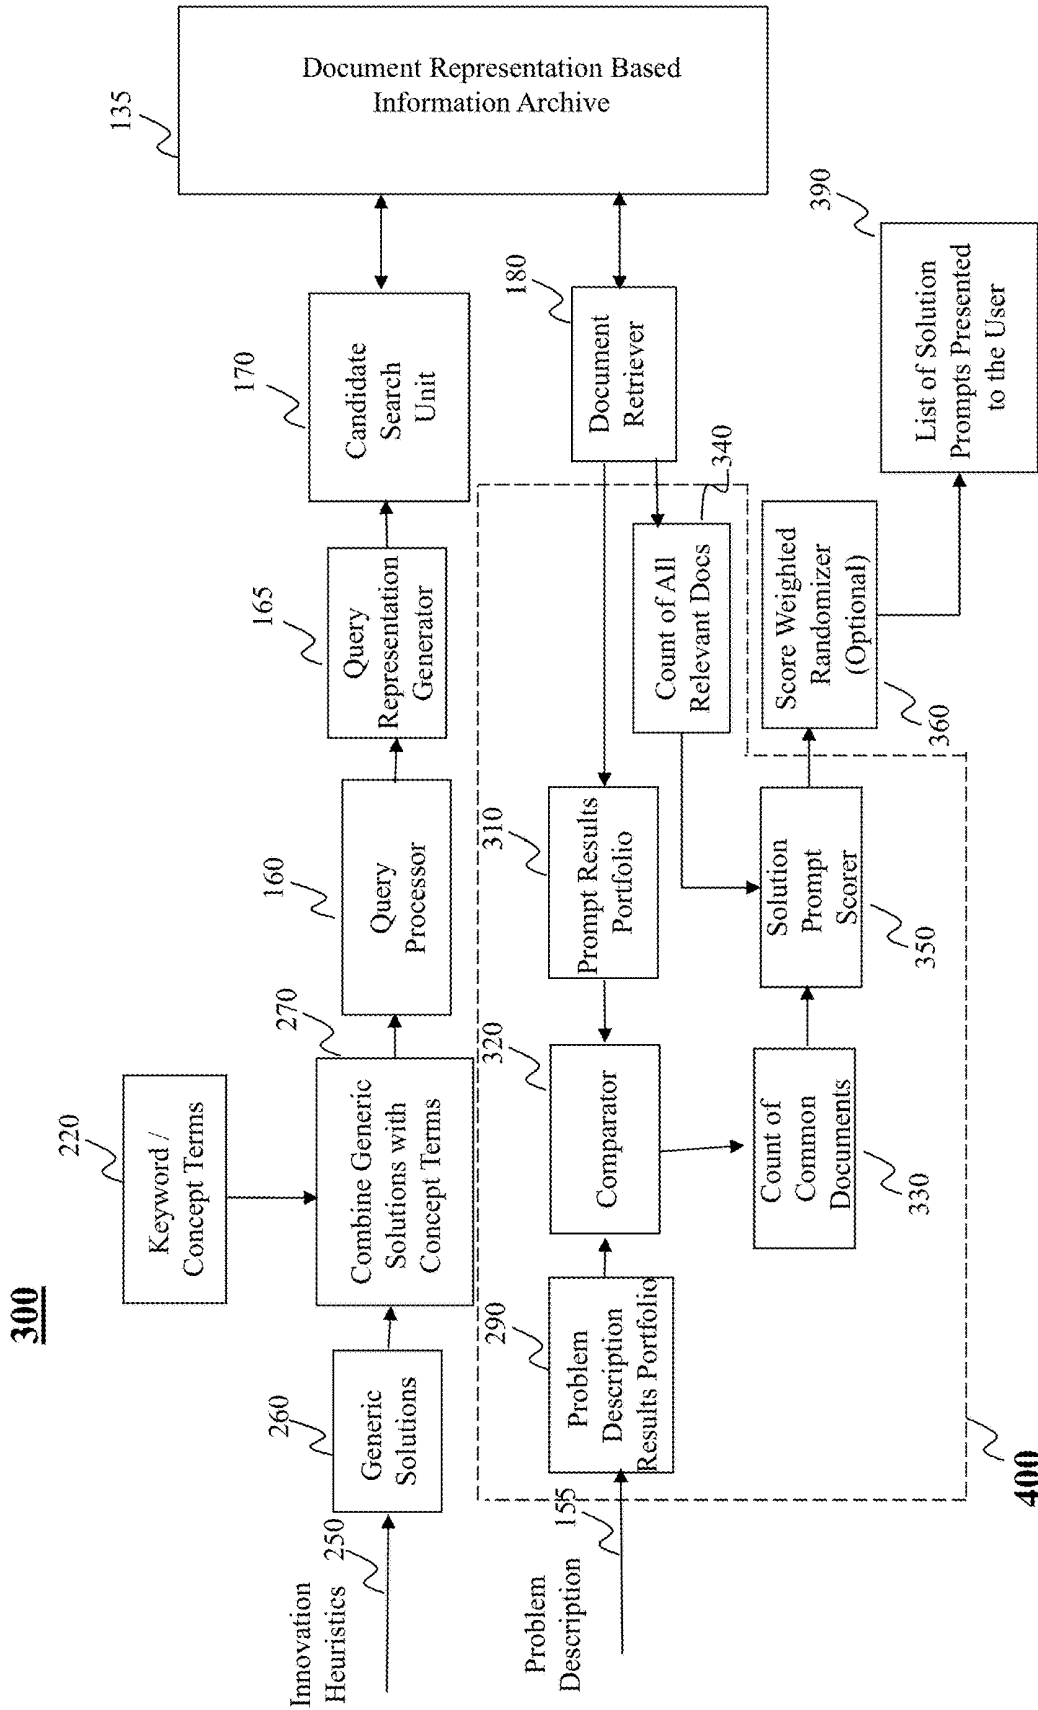 300
Document Representation Based
Information Archive
135
220
Keyword /
Concept Terms
Innovation
Heuristics
250
260
Generic
Solutions
270
Combine Generic
Solutions with
Concept Terms
160
Query
Processor
165
Query
Representation
Generator
170
Candidate
Search
Unit
180
Document
Retriever
Problem
Description
155
290
Problem
Description
Results Portfolio
320
Comparator
310
Prompt Results
Portfolio
340
Count of All
Relevant Docs
Count of
Common
Documents
330
Solution
Prompt
Scorer
350
Score Weighted
Randomizer
(Optional)
360
390
List of Solution
Prompts Presented
to the User
400